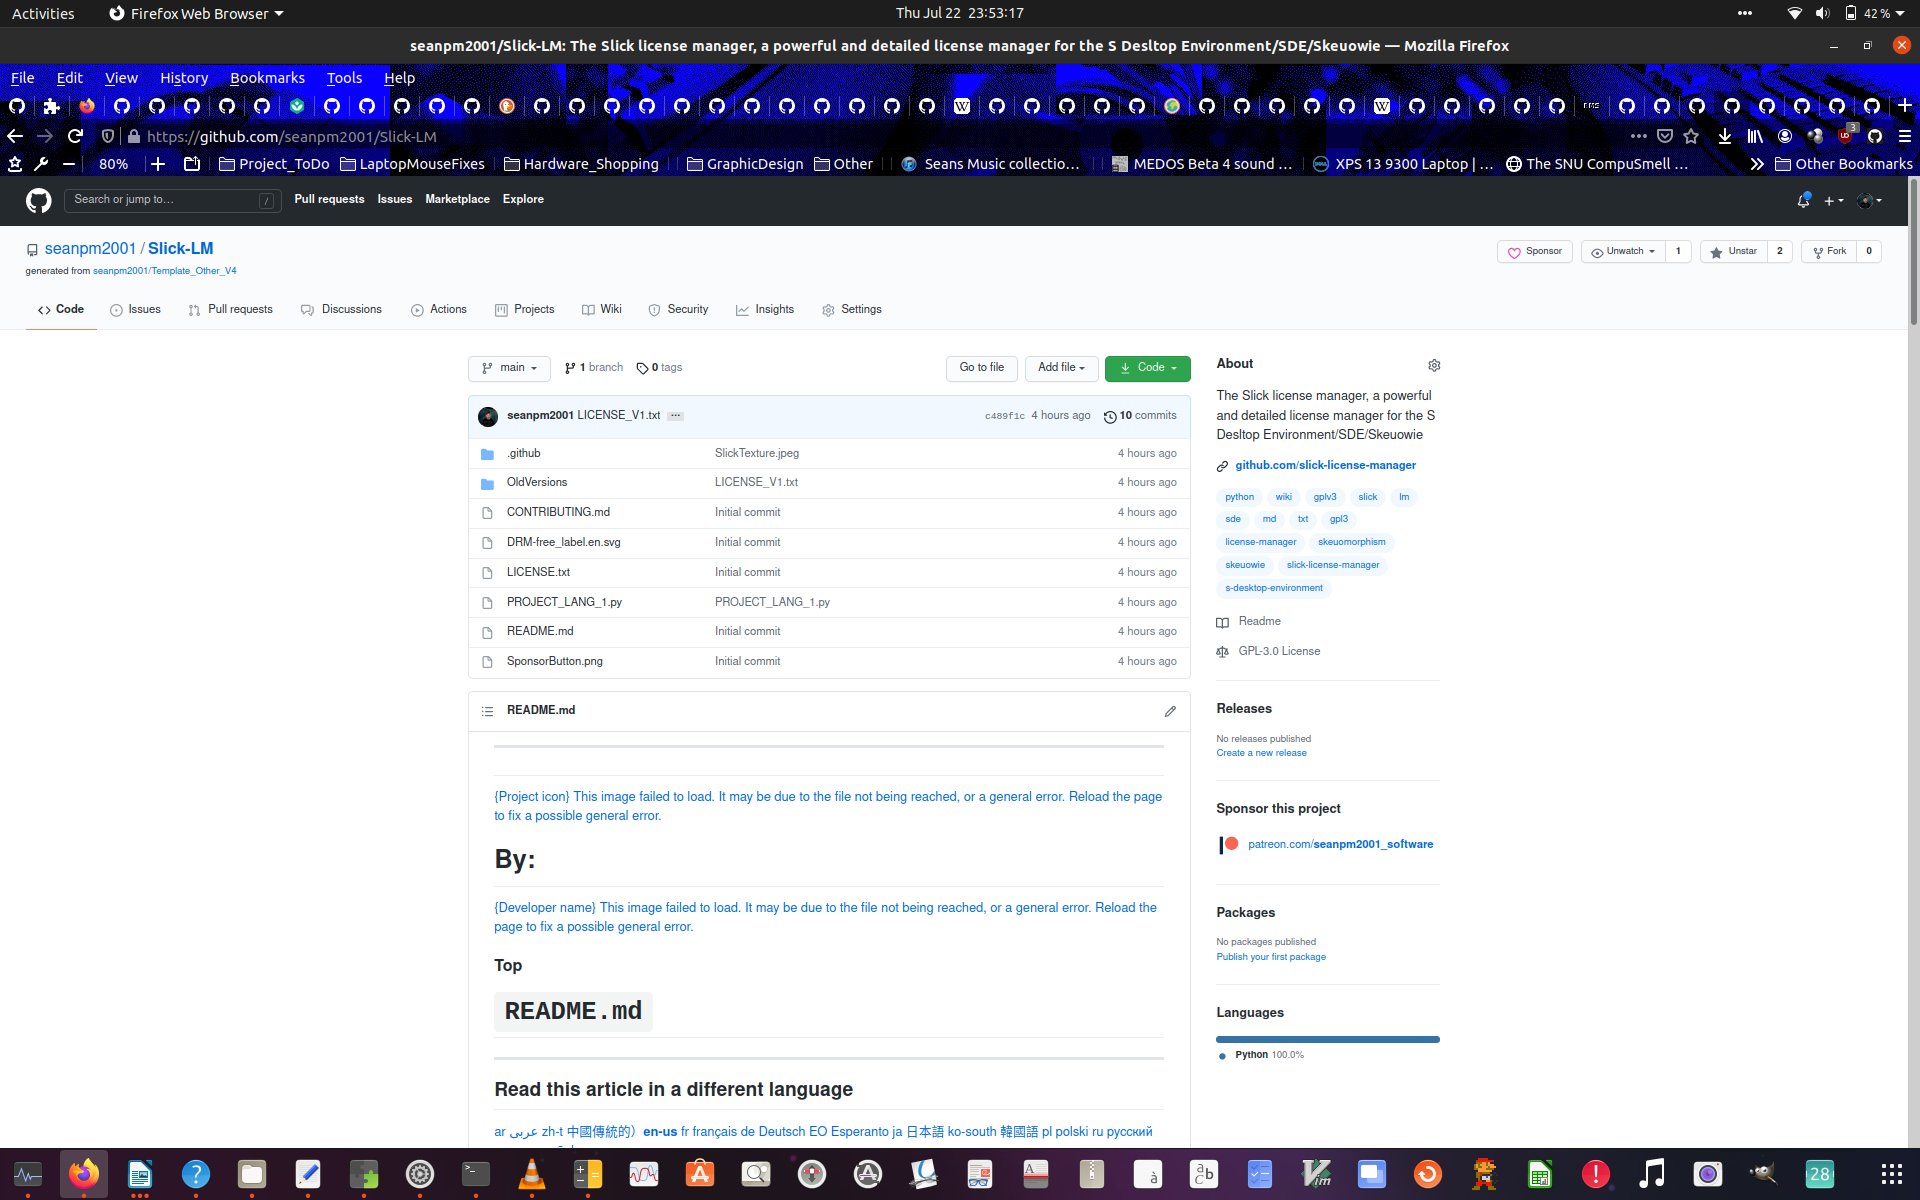 Activities
Firefox Web Browser
Thu Jul 22 23:53:17
42 %
seanpm2001/Slick-LM: The Slick license manager, a powerful and detailed license manager for the S Desltop Environment/SDE/Skeuowie — Mozilla Firefox
File Edit View History Bookmarks Tools Help
https://github.com/seanpm2001/Slick-LM
3
80%
Project_ToDo
LaptopMouseFixes
Hardware_Shopping
GraphicDesign
Other
Seans Music collectio…
MEDOS Beta 4 sound …
XPS 13 9300 Laptop | …
The SNU CompuSmell …
Other Bookmarks
Search or jump to…
/
Pull requests Issues Marketplace Explore
seanpm2001 / Slick-LM
generated from seanpm2001/Template_Other_V4
Sponsor
Unwatch 1
Unstar 2
Fork 0
Code
Issues
Pull requests
Discussions
Actions
Projects
Wiki
Security
Insights
Settings
main
1 branch
0 tags
Go to file
Add file
Code
seanpm2001 LICENSE_V1.txt ...
c489f1c 4 hours ago
10 commits
.github SlickTexture.jpeg 4 hours ago
OldVersions LICENSE_V1.txt 4 hours ago
CONTRIBUTING.md Initial commit 4 hours ago
DRM-free_label.en.svg Initial commit 4 hours ago
LICENSE.txt Initial commit 4 hours ago
PROJECT_LANG_1.py PROJECT_LANG_1.py 4 hours ago
README.md Initial commit 4 hours ago
SponsorButton.png Initial commit 4 hours ago
README.md
{Project icon} This image failed to load. It may be due to the file not being reached, or a general error. Reload the page
to fix a possible general error.
By:
{Developer name} This image failed to load. It may be due to the file not being reached, or a general error. Reload the
page to fix a possible general error.
Top
README.md
Read this article in a different language
ar عربى zh-t 中國傳統的） en-us fr français de Deutsch EO Esperanto ja 日本語 ko-south 韓國語 pl polski ru русский
About
The Slick license manager, a powerful
and detailed license manager for the S
Desltop Environment/SDE/Skeuowie
github.com/slick-license-manager
python wiki gplv3 slick lm
sde md txt gpl3
license-manager skeuomorphism
skeuowie slick-license-manager
s-desktop-environment
Readme
GPL-3.0 License
Releases
No releases published
Create a new release
Sponsor this project
patreon.com/seanpm2001_software
Packages
No packages published
Publish your first package
Languages
Python 100.0%
28